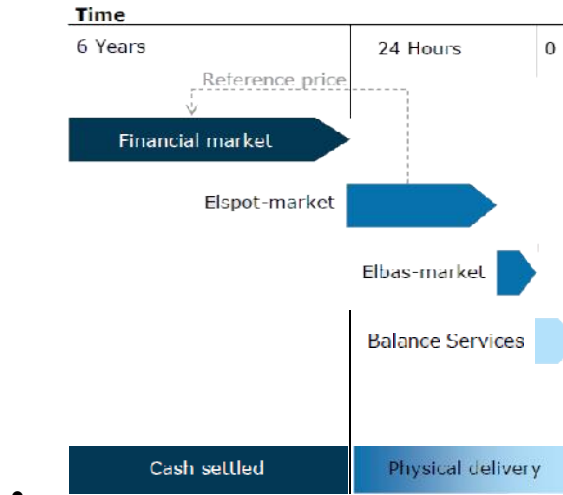 Time
6 Years
24 Hours
0
Reference price
Financial market
Elspot-market
Elbas-market
Balance Services
Cash settled
Physical delivery